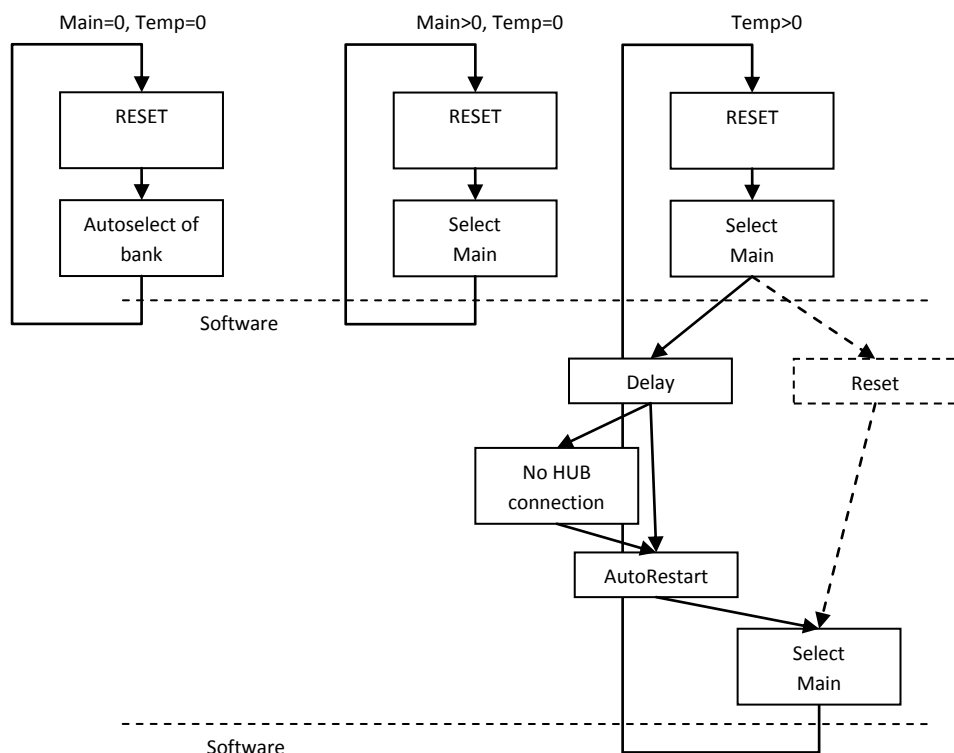 Main=0, Temp=0
Main>0, Temp=0
Temp>0
RESET
RESET
RESET
Autoselect of
bank
Select
Main
Select
Main
Software
Delay
Reset
No HUB
connection
AutoRestart
Select
Main
Software